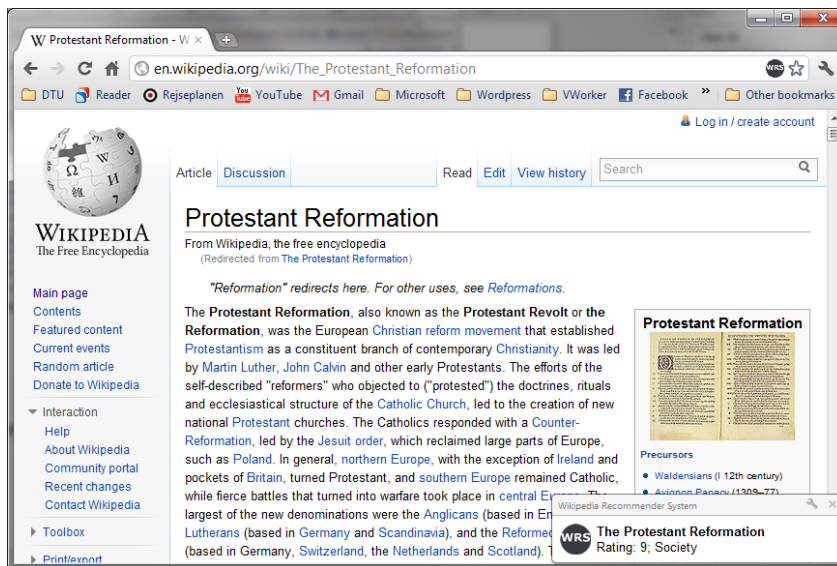 W Protestant Reformation - W ×
en.wikipedia.org/wiki/The_Protestant_Reformation
WRS
DTU Reader Rejseplanen YouTube Gmail Microsoft Wordpress VWorker Facebook » Other bookmarks
Log in / create account
WIKIPEDIA
The Free Encyclopedia
Main page
Contents
Featured content
Current events
Random article
Donate to Wikipedia
Interaction
Help
About Wikipedia
Community portal
Recent changes
Contact Wikipedia
Toolbox
Print/export
Article Discussion Read Edit View history Search
Protestant Reformation
From Wikipedia, the free encyclopedia
(Redirected from The Protestant Reformation)
"Reformation" redirects here. For other uses, see Reformations.
The Protestant Reformation, also known as the Protestant Revolt or the
Reformation, was the European Christian reform movement that established
Protestantism as a constituent branch of contemporary Christianity. It was led
by Martin Luther, John Calvin and other early Protestants. The efforts of the
self-described "reformers" who objected to ("protested") the doctrines, rituals
and ecclesiastical structure of the Catholic Church, led to the creation of new
national Protestant churches. The Catholics responded with a Counter-
Reformation, led by the Jesuit order, which reclaimed large parts of Europe,
such as Poland. In general, northern Europe, with the exception of Ireland and
pockets of Britain, turned Protestant, and southern Europe remained Catholic,
while fierce battles that turned into warfare took place in central
largest of the new denominations were the Anglicans (based in
Lutherans (based in Germany and Scandinavia), and the
(based in Germany, Switzerland, the Netherlands and Scotland).
Protestant Reformation
Precursors
Waldensians (I 12th century)
Avignon Papacy (1309–77)
Wikipedia Recommender System
WRS
The Protestant Reformation
Rating: 9; Society